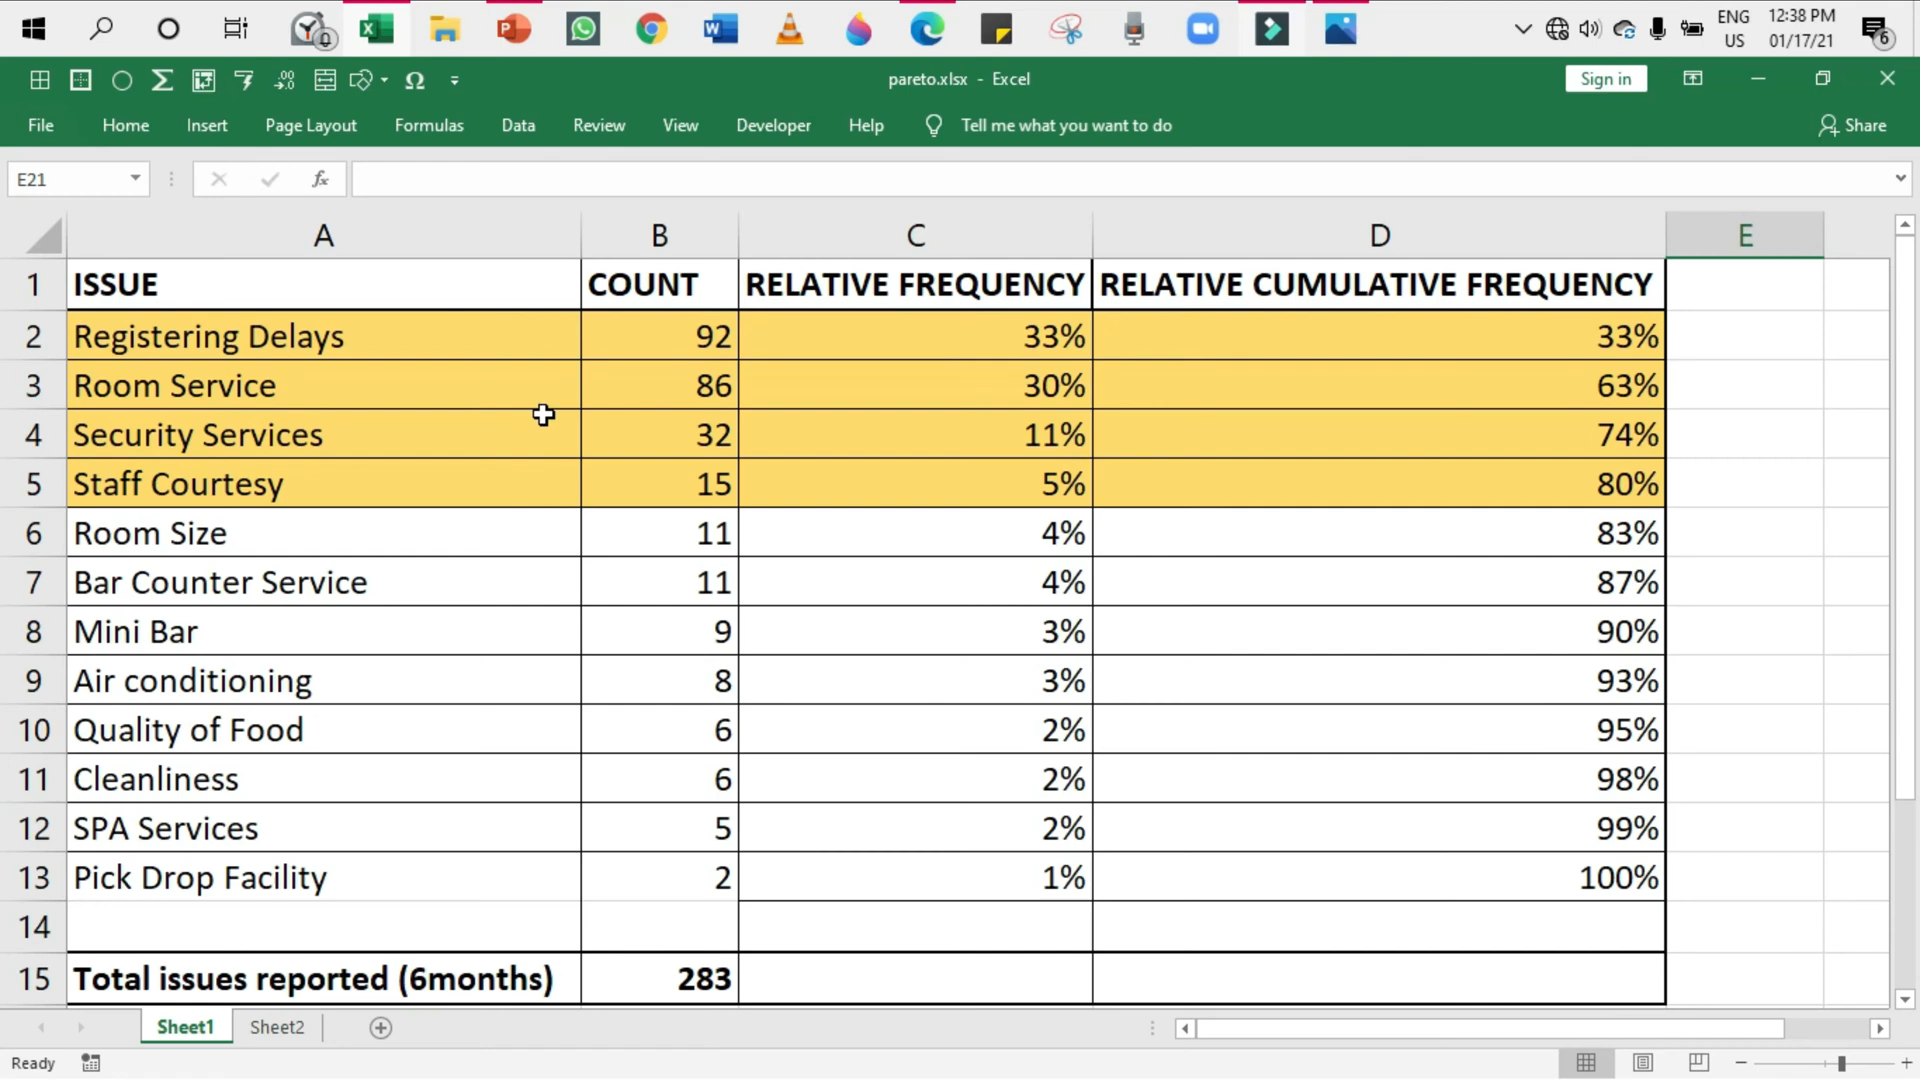 ENG
US
12:38 PM
01/17/21
6
pareto.xlsx - Excel
Sign in
File Home Insert Page Layout Formulas Data Review View Developer Help Tell me what you want to do Share
E21 fx
A B C D E
1 ISSUE COUNT RELATIVE FREQUENCY RELATIVE CUMULATIVE FREQUENCY
2 Registering Delays 92 33% 33%
3 Room Service 86 30% 63%
4 Security Services 32 11% 74%
5 Staff Courtesy 15 5% 80%
6 Room Size 11 4% 83%
7 Bar Counter Service 11 4% 87%
8 Mini Bar 9 3% 90%
9 Air conditioning 8 3% 93%
10 Quality of Food 6 2% 95%
11 Cleanliness 6 2% 98%
12 SPA Services 5 2% 99%
13 Pick Drop Facility 2 1% 100%
14
15 Total issues reported (6months) 283
Sheet1 Sheet2
Ready